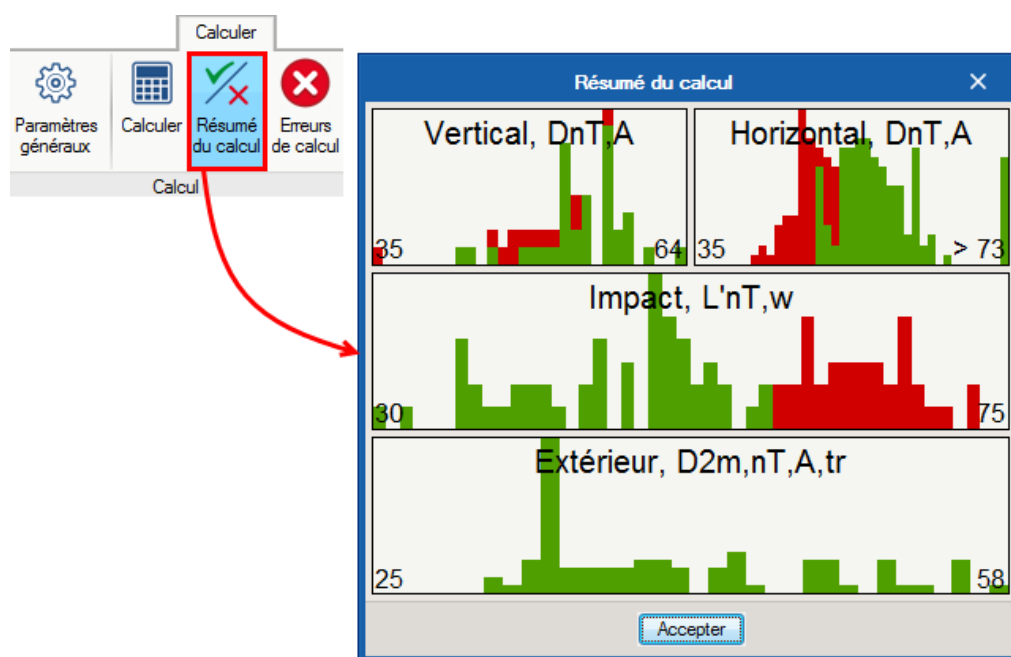 Calculer
Paramètres
généraux
Calculer
Résumé
du calcul
Erreurs
de calcul
Calcul
Résumé du calcul
Vertical, DnT,A
35
64
Horizontal, DnT,A
35
> 73
Impact, L'nT,w
30
75
Extérieur, D2m,nT,A,tr
25
58
Accepter